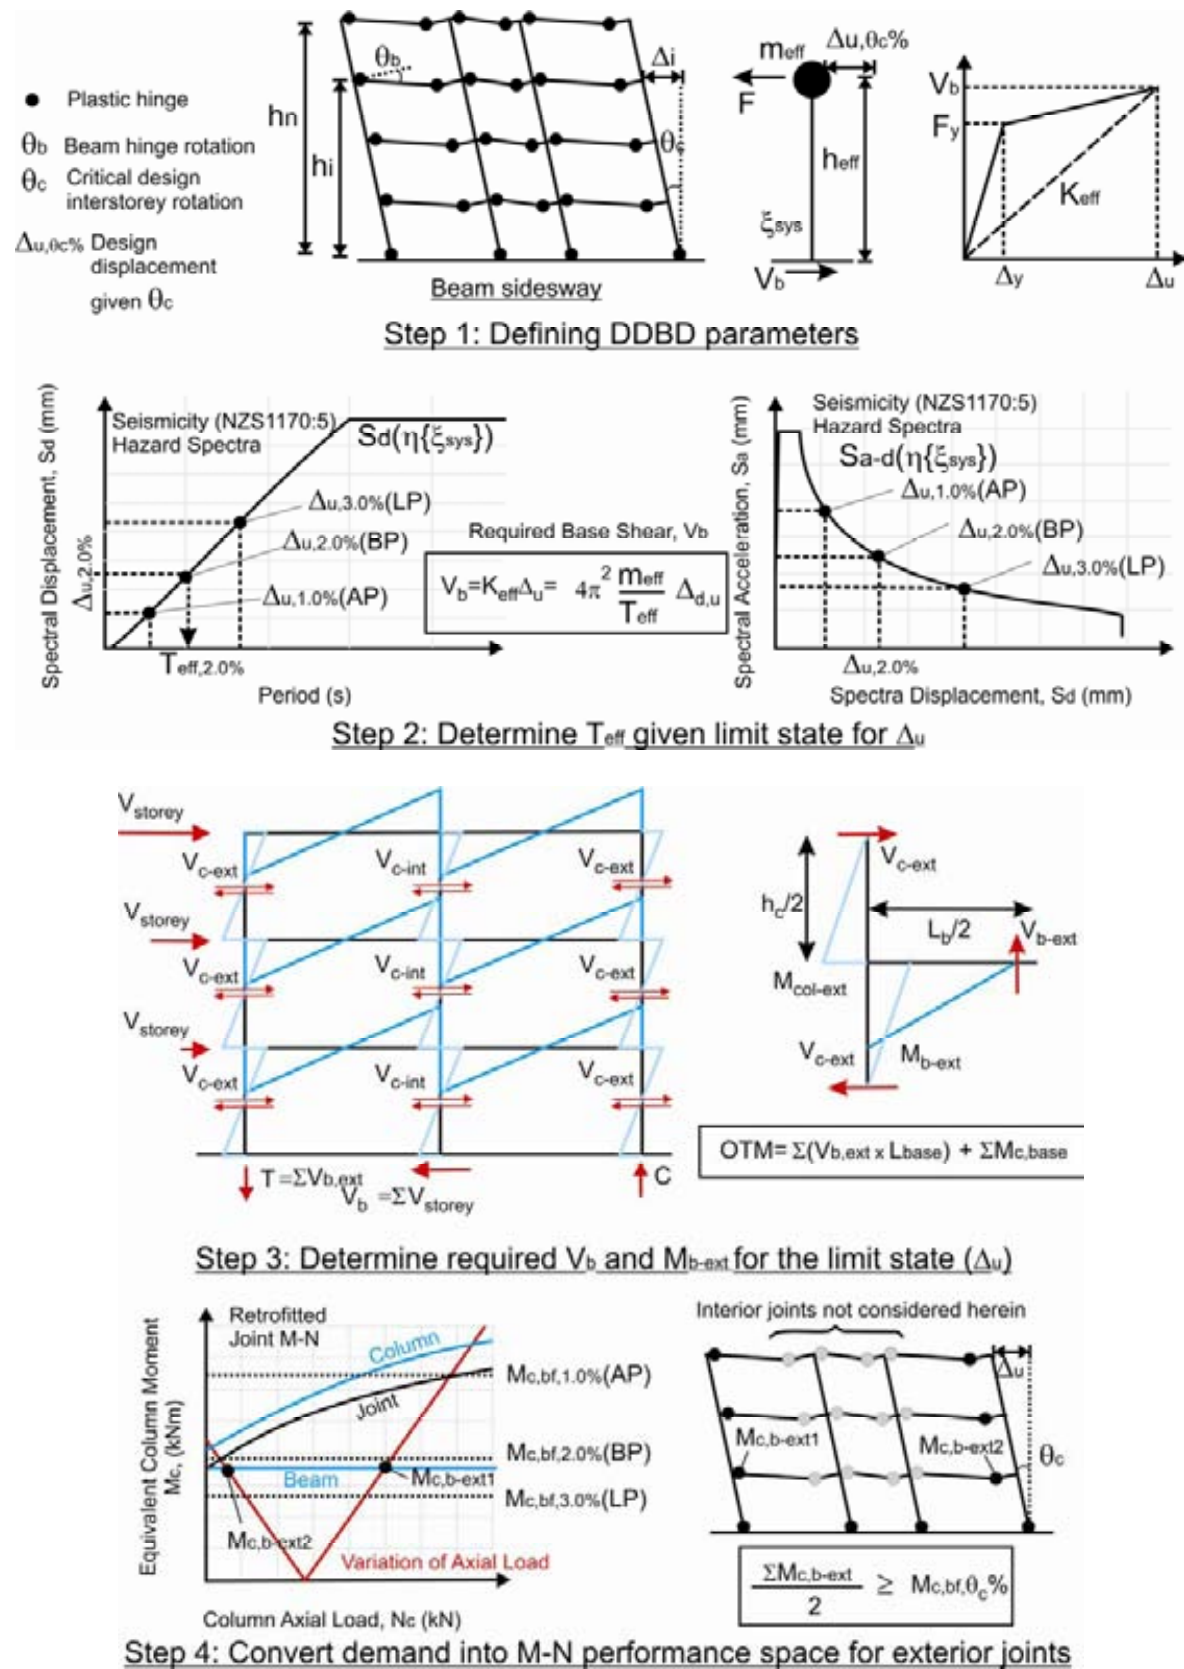 Plastic hinge
θb Beam hinge rotation
θc Critical design
interstorey rotation
Δu,θc% Design
displacement
given θc
hn
hi
θb
Δi
θc
Beam sidesway
meff
Δu,θc%
F
heff
ξsys
Vb
Vb
Fy
Keff
Δy
Δu
Step 1: Defining DDBD parameters
Spectral Displacement, Sd (mm)
Seismicity (NZS1170:5)
Hazard Spectra
Sd(η{ξsys})
Δu,3.0%(LP)
Δu,2.0%(BP)
Δu,1.0%(AP)
Δu,2.0%
Teff,2.0%
Period (s)
Required Base Shear, Vb
Vb=KeffΔu= 4π² meff/Teff Δd,u
Spectral Acceleration, Sa (mm)
Seismicity (NZS1170:5)
Hazard Spectra
Sa-d(η{ξsys})
Δu,1.0%(AP)
Δu,2.0%(BP)
Δu,3.0%(LP)
Δu,2.0%
Spectra Displacement, Sd (mm)
Step 2: Determine Teff given limit state for Δu
Vstorey
Vc-ext
Vc-int
Vc-ext
Vstorey
Vc-ext
Vc-int
Vc-ext
Vstorey
Vc-ext
Vc-int
Vc-ext
T =ΣVb,ext
Vb =ΣVstorey
C
Vc-ext
hc/2
Lb/2
Vb-ext
Mcol-ext
Vc-ext
Mb-ext
OTM= Σ(Vb,ext x Lbase) + ΣMc,base
Step 3: Determine required Vb and Mb-ext for the limit state (Δu)
Equivalent Column Moment
Mc, (kNm)
Retrofitted
Joint M-N
Column
Joint
Beam
Mc,bf,1.0%(AP)
Mc,bf,2.0%(BP)
Mc,b-ext1
Mc,bf,3.0%(LP)
Mc,b-ext2
Variation of Axial Load
Column Axial Load, Nc (kN)
Interior joints not considered herein
Δu
Mc,b-ext1
Mc,b-ext2
θc
ΣMc,b-ext/2 ≥ Mc,bf,θc%
Step 4: Convert demand into M-N performance space for exterior joints